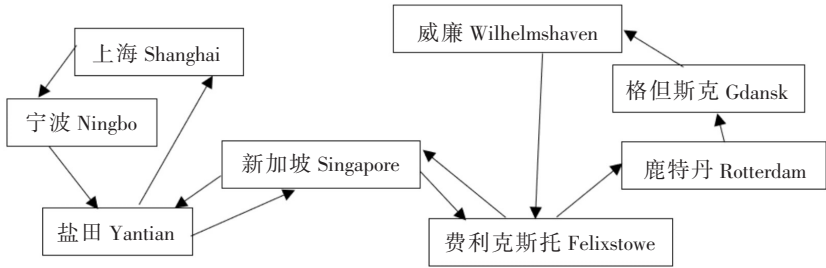 威廉 Wilhelmshaven
上海 Shanghai
格但斯克 Gdansk
宁波 Ningbo
新加坡 Singapore
鹿特丹 Rotterdam
盐田 Yantian
费利克斯托 Felixstowe